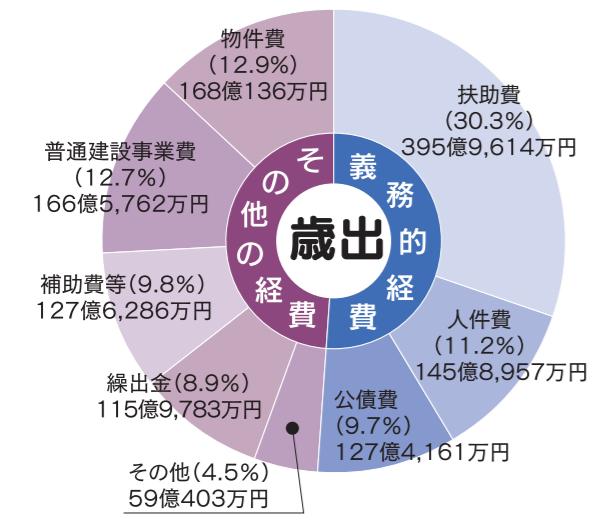 歳出
義務的経費
その他の経費
扶助費
(30.3%)
395億9,614万円
人件費
(11.2%)
145億8,957万円
公債費
(9.7%)
127億4,161万円
その他(4.5%)
59億403万円
繰出金(8.9%)
115億9,783万円
補助費等(9.8%)
127億6,286万円
普通建設事業費
(12.7%)
166億5,762万円
物件費
(12.9%)
168億136万円